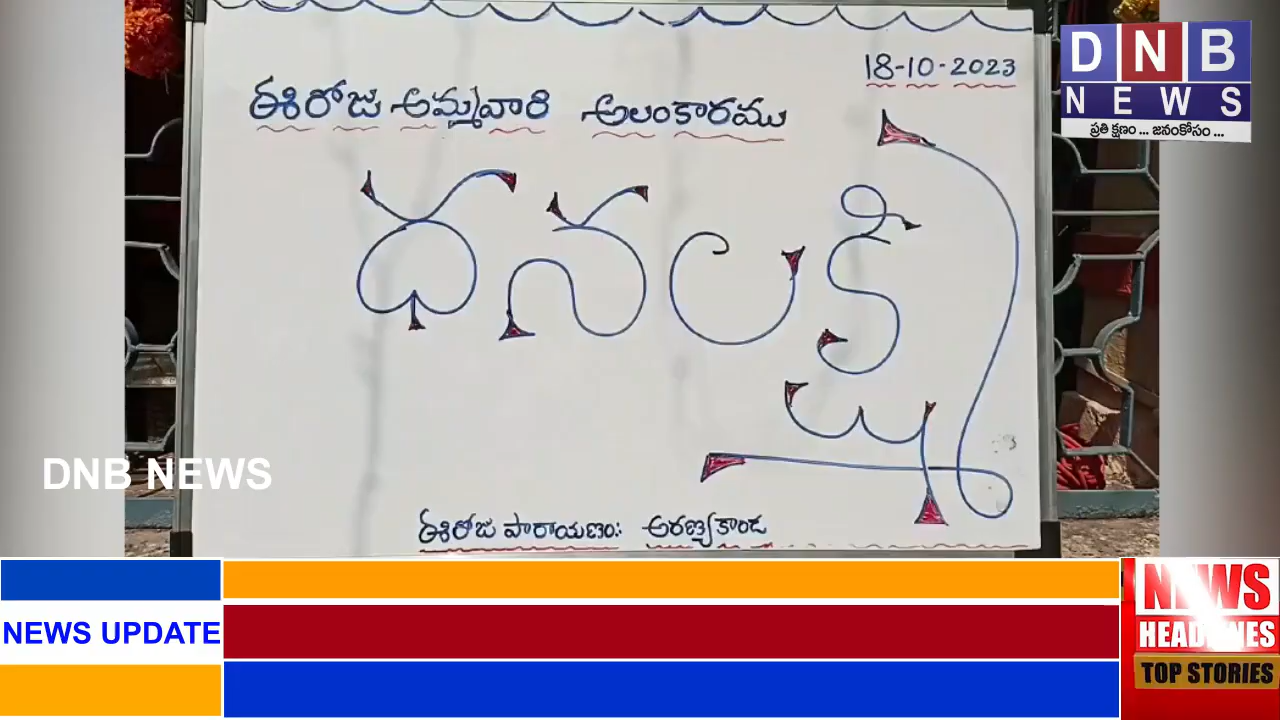 18-10-2023
ఈరోజు అమ్మవారి అలంకారము
ధనలక్ష్మి
ఈరోజు పారాయణం: అరణ్యకాండ
DNB
NEWS
ప్రతి క్షణం... జనంకోసం...
DNB NEWS
NEWS UPDATE
NEWS
HEADLINES
TOP STORIES